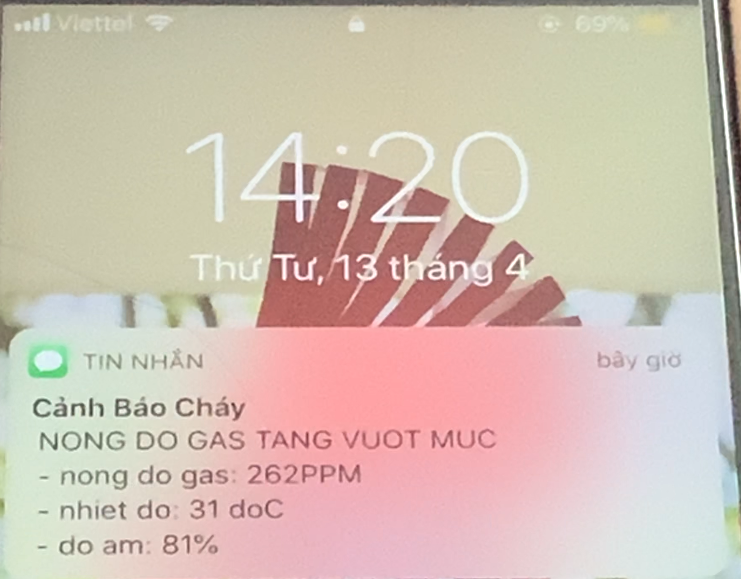 Viettel 69%
14:20
Thứ Tư, 13 tháng 4
TIN NHẮN bây giờ
Cảnh Báo Cháy
NONG DO GAS TANG VUOT MUC
- nong do gas: 262PPM
- nhiet do: 31 doC
- do am: 81%